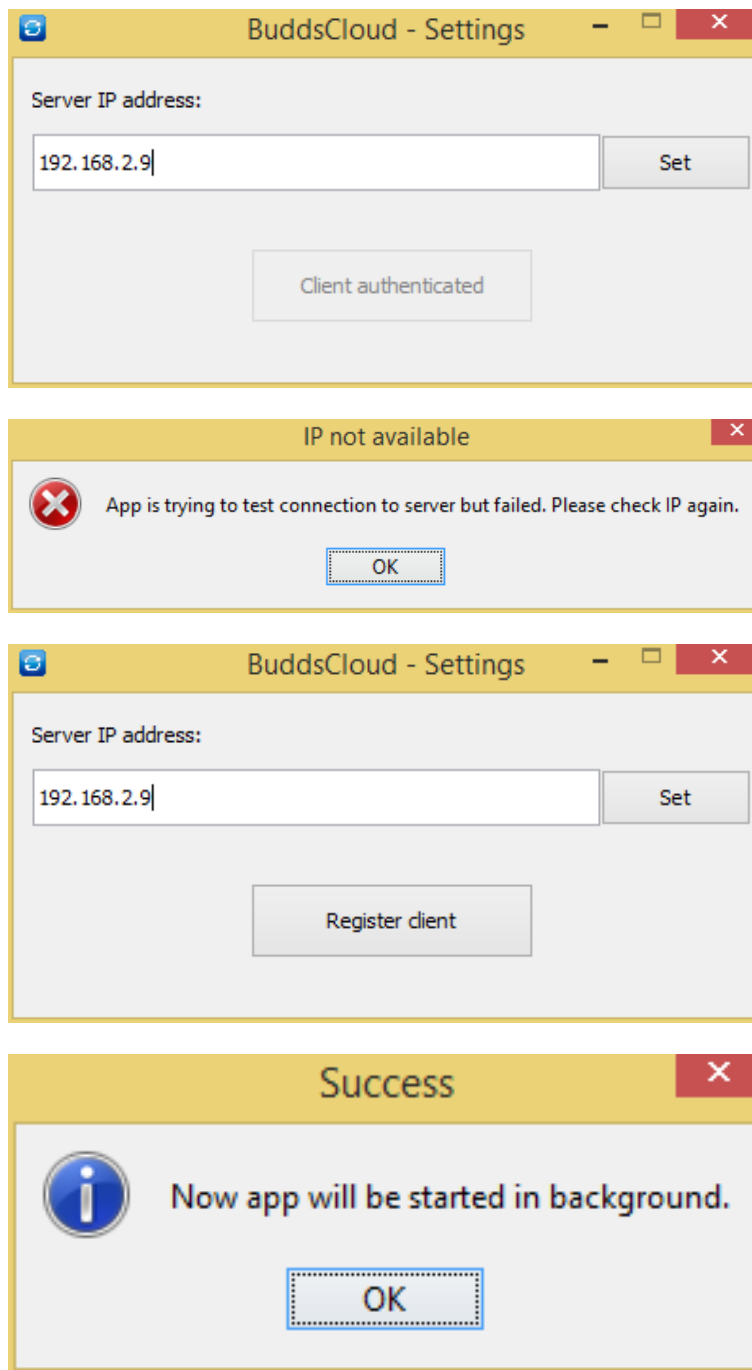 BuddsCloud - Settings
Server IP address:
192.168.2.9
Set
Client authenticated
IP not available
App is trying to test connection to server but failed. Please check IP again.
OK
BuddsCloud - Settings
Server IP address:
192.168.2.9
Set
Register client
Success
Now app will be started in background.
OK